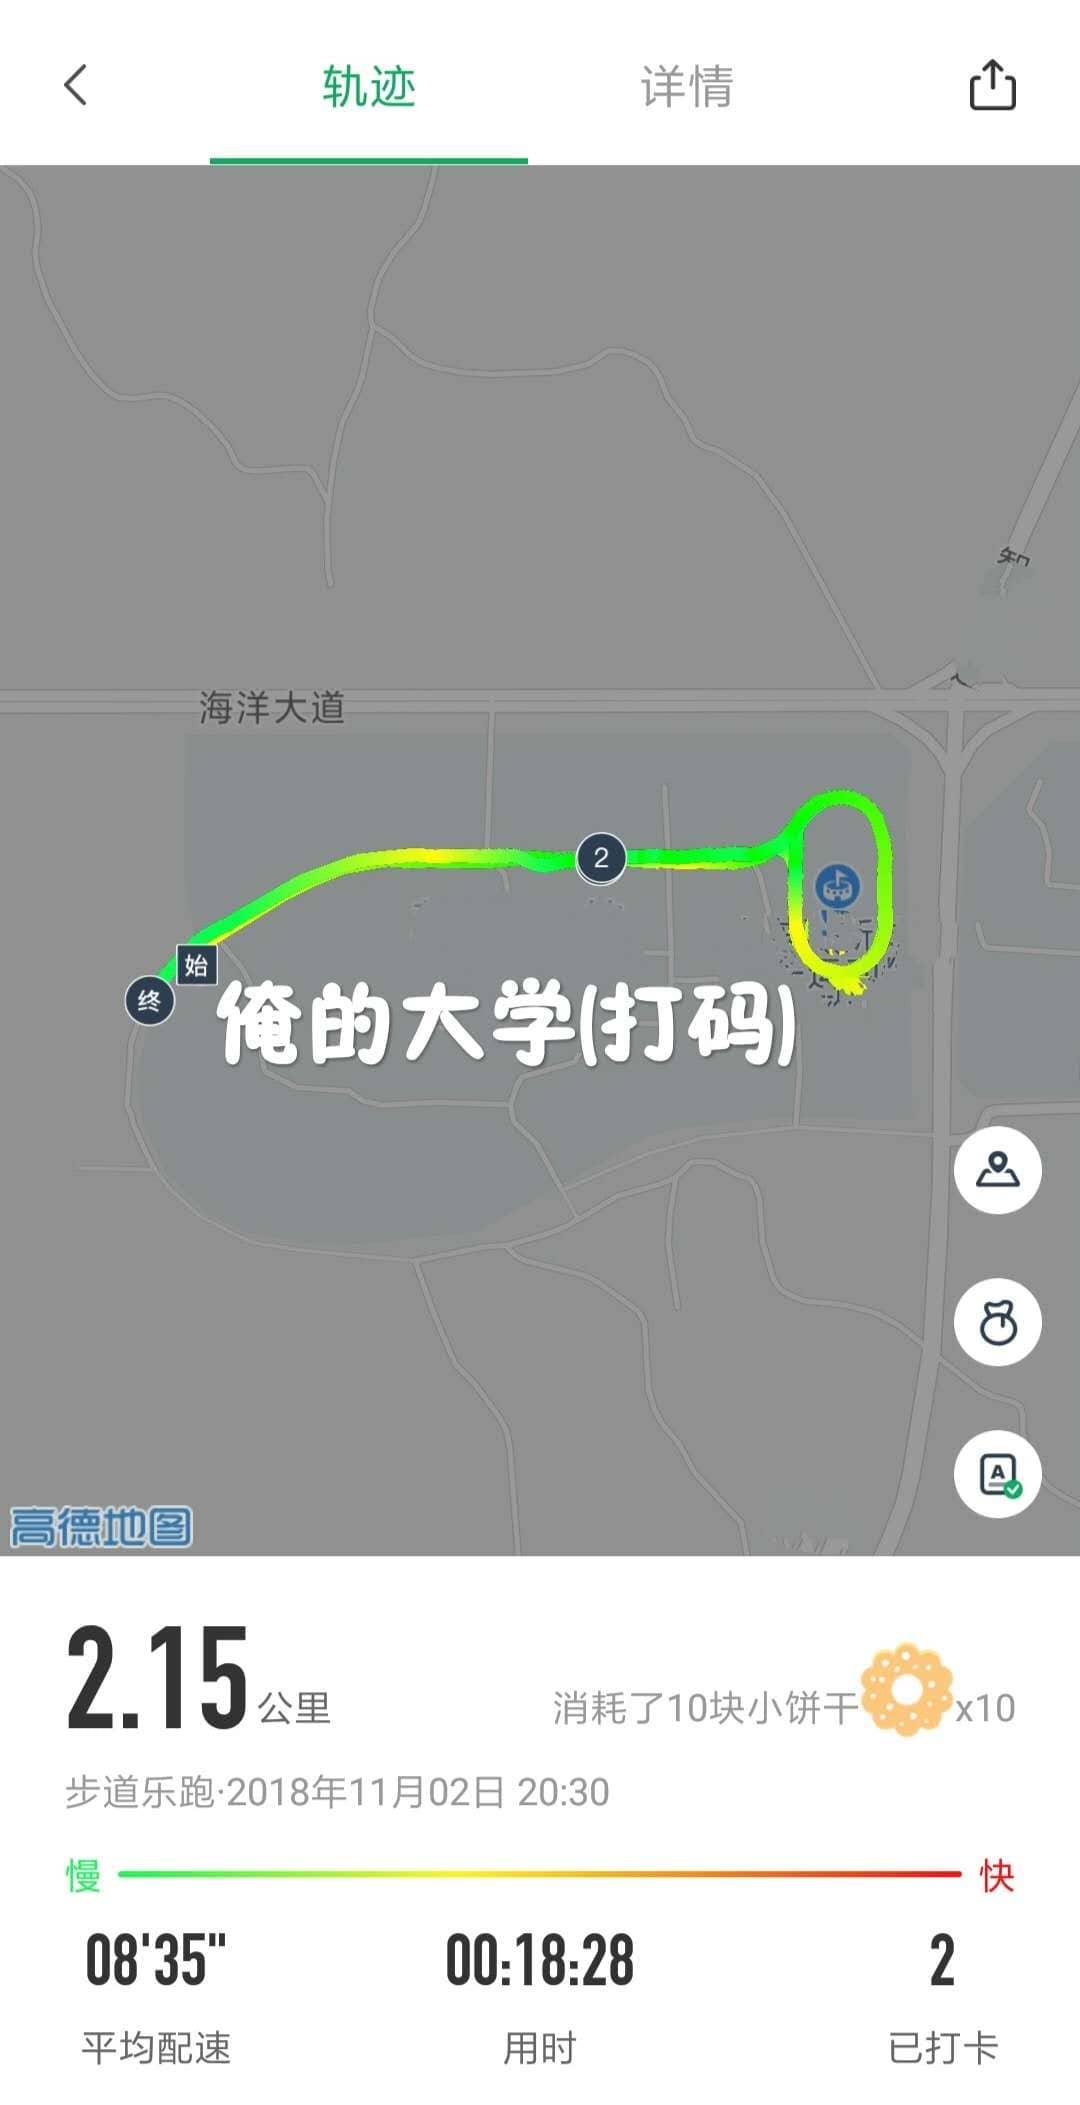 轨迹 详情
海洋大道
2
始
终
俺的大学(打码)
高德地图
2.15公里
消耗了10块小饼干 x10
步道乐跑·2018年11月02日 20:30
慢 快
08'35" 00:18:28 2
平均配速 用时 已打卡